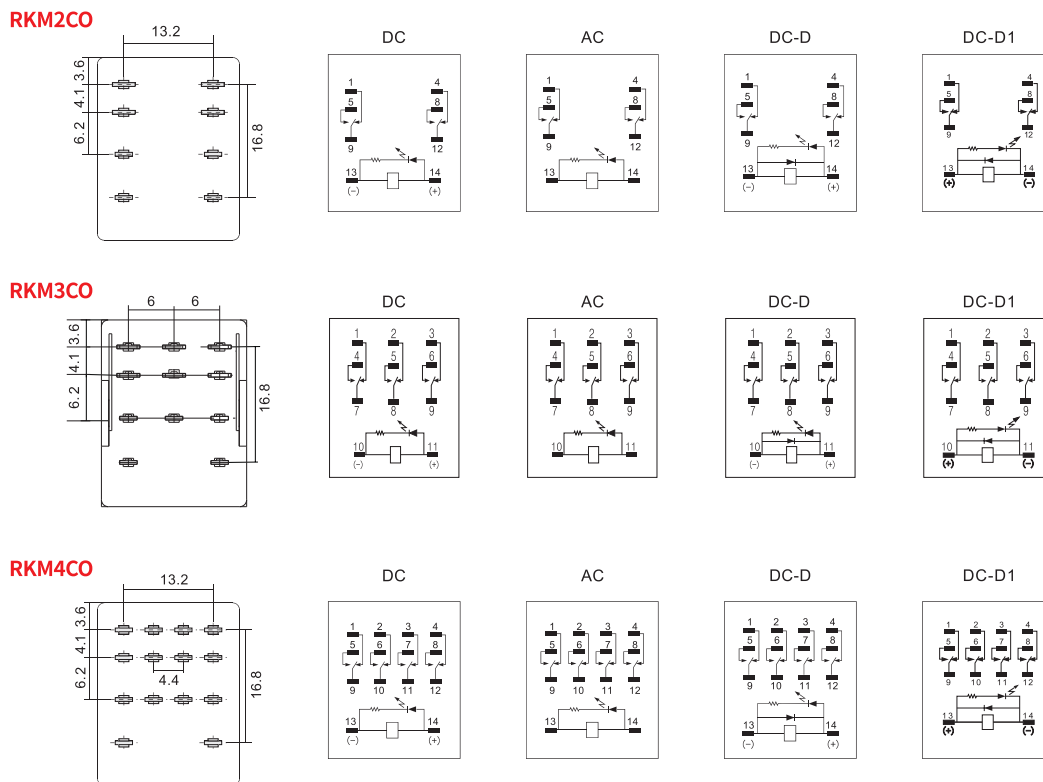 RKM2CO
13.2
3.6
4.1
6.2
16.8
DC
1 4
5 8
9 12
13 14
(-) (+)
AC
1 4
5 8
9 12
13 14
DC-D
1 4
5 8
9 12
13 14
(-) (+)
DC-D1
1 4
5 8
9 12
13 14
(+) (-)
RKM3CO
6 6
3.6
4.1
6.2
16.8
DC
1 2 3
4 5 6
7 8 9
10 11
(-) (+)
AC
1 2 3
4 5 6
7 8 9
10 11
DC-D
1 2 3
4 5 6
7 8 9
10 11
(-) (+)
DC-D1
1 2 3
4 5 6
7 8 9
10 11
(+) (-)
RKM4CO
13.2
3.6
4.1
6.2
4.4
16.8
DC
1 2 3 4
5 6 7 8
9 10 11 12
13 14
(-) (+)
AC
1 2 3 4
5 6 7 8
9 10 11 12
13 14
DC-D
1 2 3 4
5 6 7 8
9 10 11 12
13 14
(-) (+)
DC-D1
1 2 3 4
5 6 7 8
9 10 11 12
13 14
(+) (-)